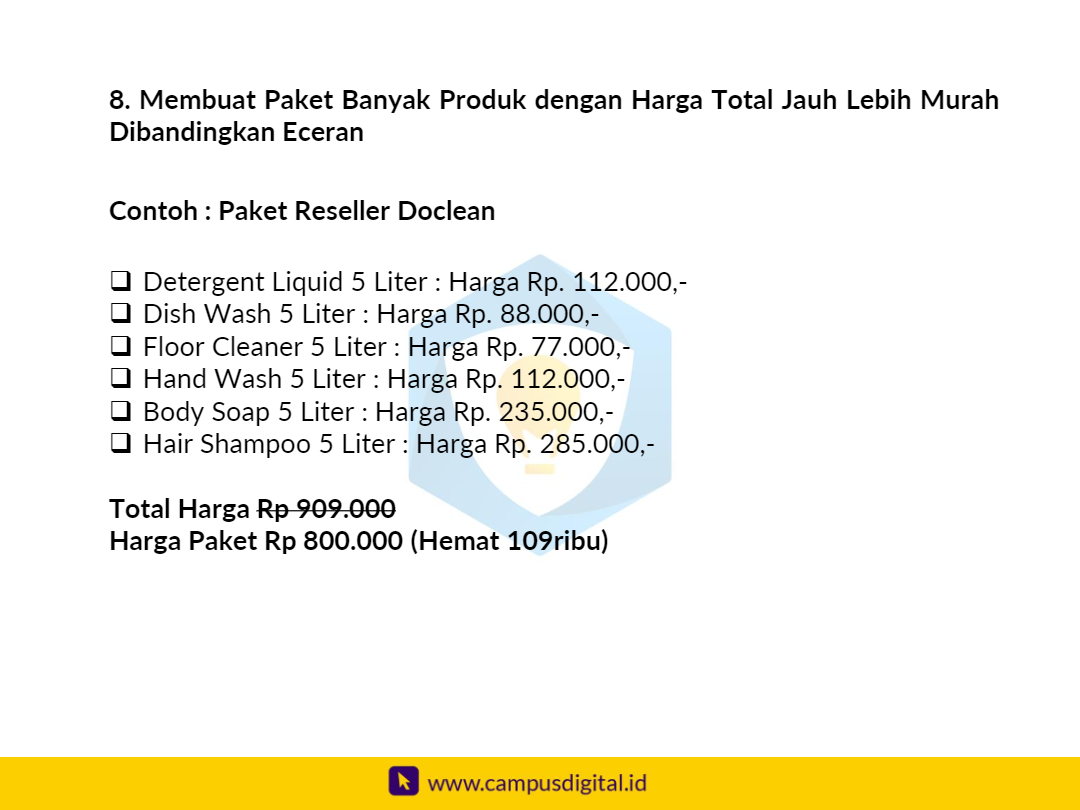 8. Membuat Paket Banyak Produk dengan Harga Total Jauh Lebih Murah
Dibandingkan Eceran
Contoh : Paket Reseller Doclean
❑ Detergent Liquid 5 Liter : Harga Rp. 112.000,-
❑ Dish Wash 5 Liter : Harga Rp. 88.000,-
❑ Floor Cleaner 5 Liter : Harga Rp. 77.000,-
❑ Hand Wash 5 Liter : Harga Rp. 112.000,-
❑ Body Soap 5 Liter : Harga Rp. 235.000,-
❑ Hair Shampoo 5 Liter : Harga Rp. 285.000,-
Total Harga Rp 909.000
Harga Paket Rp 800.000 (Hemat 109ribu)
www.campusdigital.id